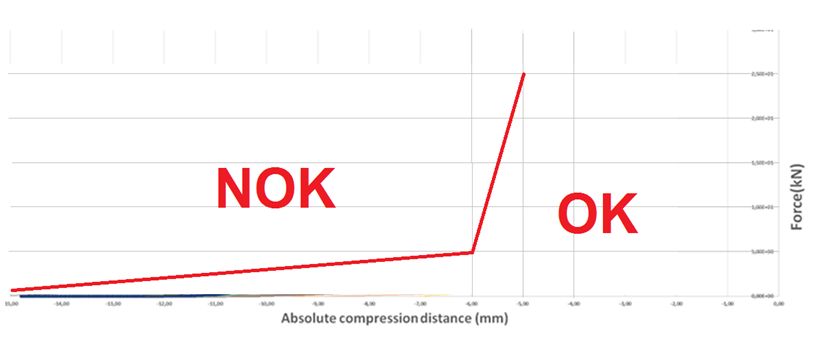 2,50E+01
2,00E+01
1,50E+01
NOK
OK
1,00E+01
5,00E+00
0,00E+00
Force(kN)
15,00 -14,00 -13,00 -12,00 -11,00 -10,00 -9,00 -8,00 -7,00 -6,00 -5,00 -4,00 -3,00 -2,00 -1,00 0,00
Absolute compression distance (mm)